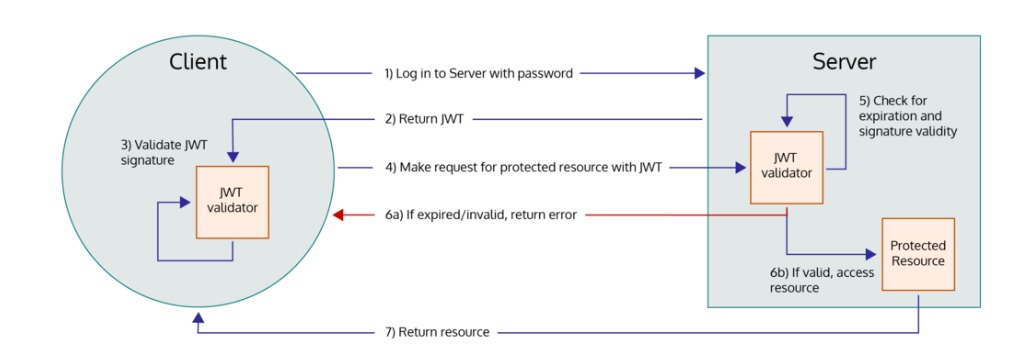 Client
Server
1) Log in to Server with password
2) Return JWT
3) Validate JWT
signature
JWT
validator
4) Make request for protected resource with JWT
JWT
validator
5) Check for
expiration and
signature validity
6a) If expired/invalid, return error
6b) If valid, access
resource
Protected
Resource
7) Return resource